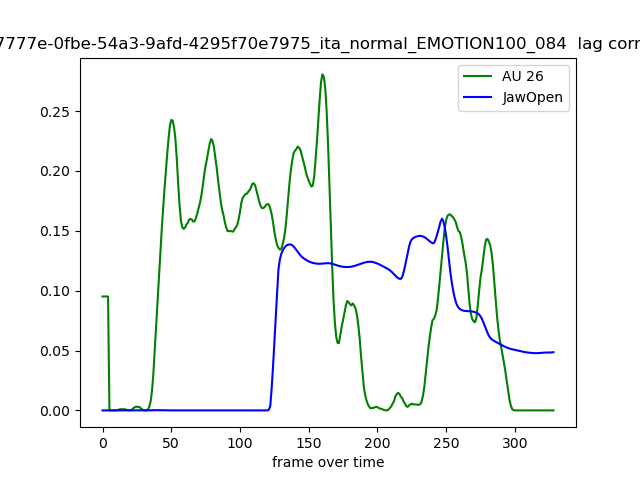 7777e-0fbe-54a3-9afd-4295f70e7975_ita_normal_EMOTION100_084 lag corr
AU 26
JawOpen
0.25
0.20
0.15
0.10
0.05
0.00
0 50 100 150 200 250 300
frame over time